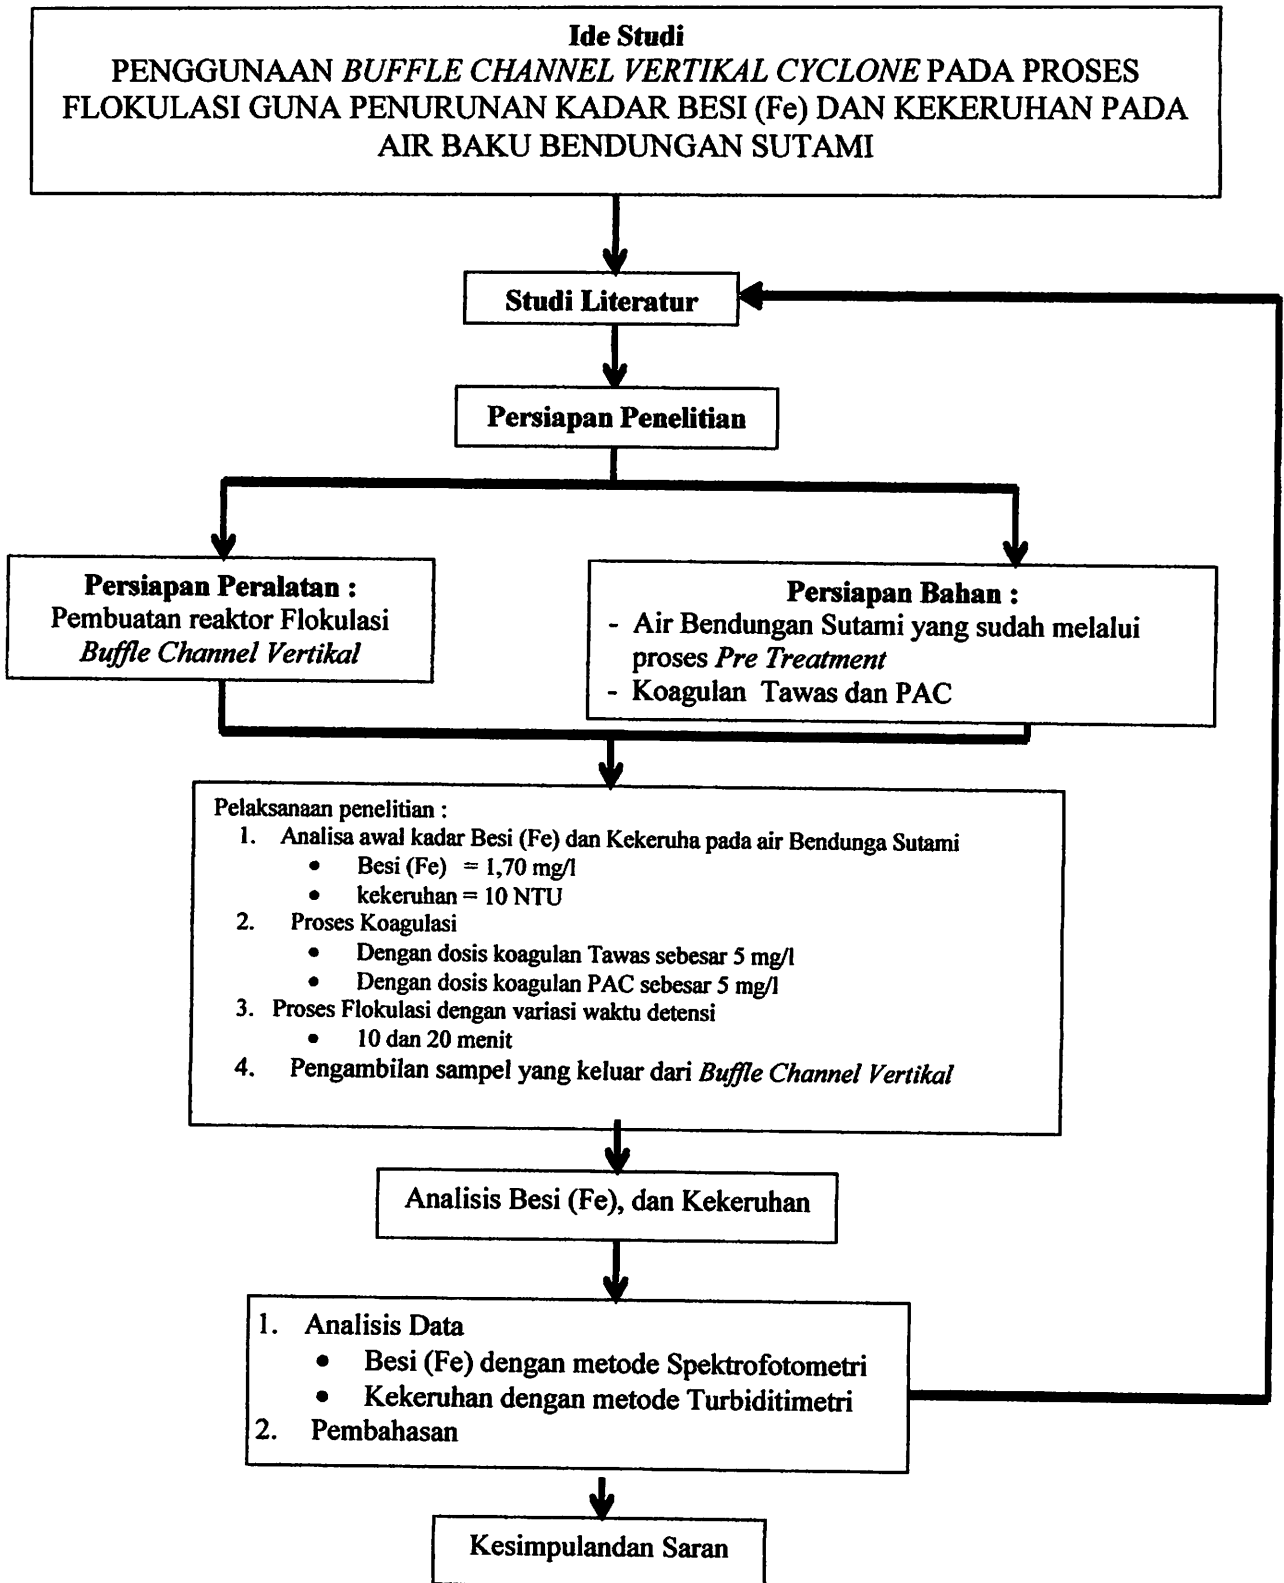 Ide Studi
PENGGUNAAN BUFFLE CHANNEL VERTIKAL CYCLONE PADA PROSES
FLOKULASI GUNA PENURUNAN KADAR BESI (Fe) DAN KEKERUHAN PADA
AIR BAKU BENDUNGAN SUTAMI
Studi Literatur
Persiapan Penelitian
Persiapan Peralatan :
Pembuatan reaktor Flokulasi
Buffle Channel Vertikal
Persiapan Bahan :
- Air Bendungan Sutami yang sudah melalui
proses Pre Treatment
- Koagulan Tawas dan PAC
Pelaksanaan penelitian :
1. Analisa awal kadar Besi (Fe) dan Kekeruha pada air Bendunga Sutami
• Besi (Fe) = 1,70 mg/l
• kekeruhan = 10 NTU
2. Proses Koagulasi
• Dengan dosis koagulan Tawas sebesar 5 mg/l
• Dengan dosis koagulan PAC sebesar 5 mg/l
3. Proses Flokulasi dengan variasi waktu detensi
• 10 dan 20 menit
4. Pengambilan sampel yang keluar dari Buffle Channel Vertikal
Analisis Besi (Fe), dan Kekeruhan
1. Analisis Data
• Besi (Fe) dengan metode Spektrofotometri
• Kekeruhan dengan metode Turbiditimetri
2. Pembahasan
Kesimpulandan Saran